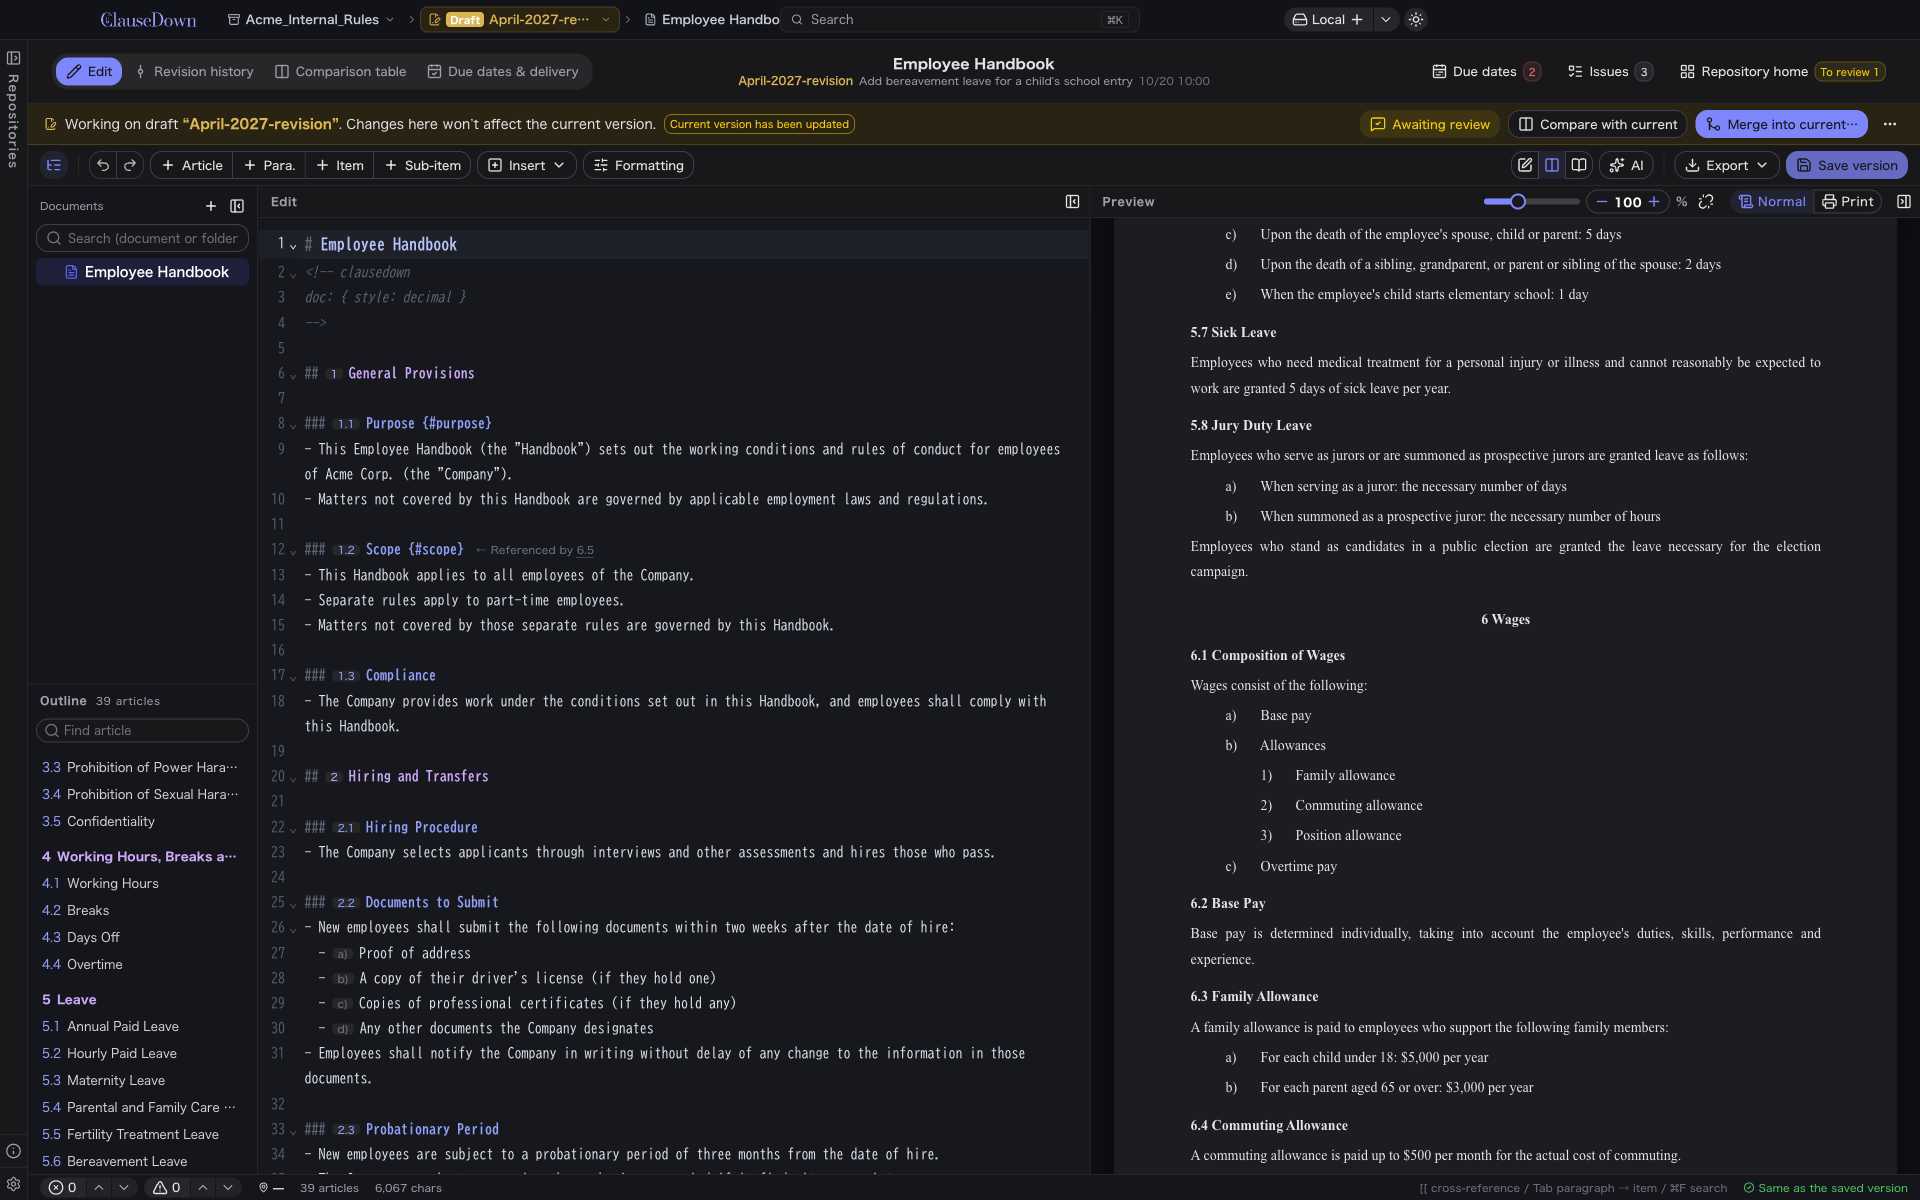 ClauseDown
Acme_Internal_Rules
Draft April-2027-re···
Employee Handbo
Search
⌘K
Local
Repositories
Edit
Revision history
Comparison table
Due dates & delivery
Employee Handbook
April-2027-revision Add bereavement leave for a child's school entry 10/20 10:00
Due dates 2
Issues 3
Repository home To review 1
Working on draft “April-2027-revision”. Changes here won't affect the current version. Current version has been updated
Awaiting review
Compare with current
Merge into current···
+ Article
+ Para.
+ Item
+ Sub-item
Insert
Formatting
AI
Export
Save version
Documents
Search (document or folder
Employee Handbook
Outline 39 articles
Find article
3.3 Prohibition of Power Hara···
3.4 Prohibition of Sexual Hara···
3.5 Confidentiality
4 Working Hours, Breaks a···
4.1 Working Hours
4.2 Breaks
4.3 Days Off
4.4 Overtime
5 Leave
5.1 Annual Paid Leave
5.2 Hourly Paid Leave
5.3 Maternity Leave
5.4 Parental and Family Care ···
5.5 Fertility Treatment Leave
5.6 Bereavement Leave
Edit
1 # Employee Handbook
2 <!-- clausedown
3 doc: { style: decimal }
4 -->
5
6 ## 1 General Provisions
7
8 ### 1.1 Purpose {#purpose}
9 - This Employee Handbook (the "Handbook") sets out the working conditions and rules of conduct for employees
of Acme Corp. (the "Company").
10 - Matters not covered by this Handbook are governed by applicable employment laws and regulations.
11
12 ### 1.2 Scope {#scope} ← Referenced by 6.5
13 - This Handbook applies to all employees of the Company.
14 - Separate rules apply to part-time employees.
15 - Matters not covered by those separate rules are governed by this Handbook.
16
17 ### 1.3 Compliance
18 - The Company provides work under the conditions set out in this Handbook, and employees shall comply with
this Handbook.
19
20 ## 2 Hiring and Transfers
21
22 ### 2.1 Hiring Procedure
23 - The Company selects applicants through interviews and other assessments and hires those who pass.
24
25 ### 2.2 Documents to Submit
26 - New employees shall submit the following documents within two weeks after the date of hire:
27 - a) Proof of address
28 - b) A copy of their driver's license (if they hold one)
29 - c) Copies of professional certificates (if they hold any)
30 - d) Any other documents the Company designates
31 - Employees shall notify the Company in writing without delay of any change to the information in those
documents.
32
33 ### 2.3 Probationary Period
34 - New employees are subject to a probationary period of three months from the date of hire.
Preview
100 %
Normal
Print
c) Upon the death of the employee's spouse, child or parent: 5 days
d) Upon the death of a sibling, grandparent, or parent or sibling of the spouse: 2 days
e) When the employee's child starts elementary school: 1 day
5.7 Sick Leave
Employees who need medical treatment for a personal injury or illness and cannot reasonably be expected to
work are granted 5 days of sick leave per year.
5.8 Jury Duty Leave
Employees who serve as jurors or are summoned as prospective jurors are granted leave as follows:
a) When serving as a juror: the necessary number of days
b) When summoned as a prospective juror: the necessary number of hours
Employees who stand as candidates in a public election are granted the leave necessary for the election
campaign.
6 Wages
6.1 Composition of Wages
Wages consist of the following:
a) Base pay
b) Allowances
1) Family allowance
2) Commuting allowance
3) Position allowance
c) Overtime pay
6.2 Base Pay
Base pay is determined individually, taking into account the employee's duties, skills, performance and
experience.
6.3 Family Allowance
A family allowance is paid to employees who support the following family members:
a) For each child under 18: $5,000 per year
b) For each parent aged 65 or over: $3,000 per year
6.4 Commuting Allowance
A commuting allowance is paid up to $500 per month for the actual cost of commuting.
0
0
—
39 articles
6,067 chars
[[ cross-reference / Tab paragraph → item / ⌘F search
Same as the saved version